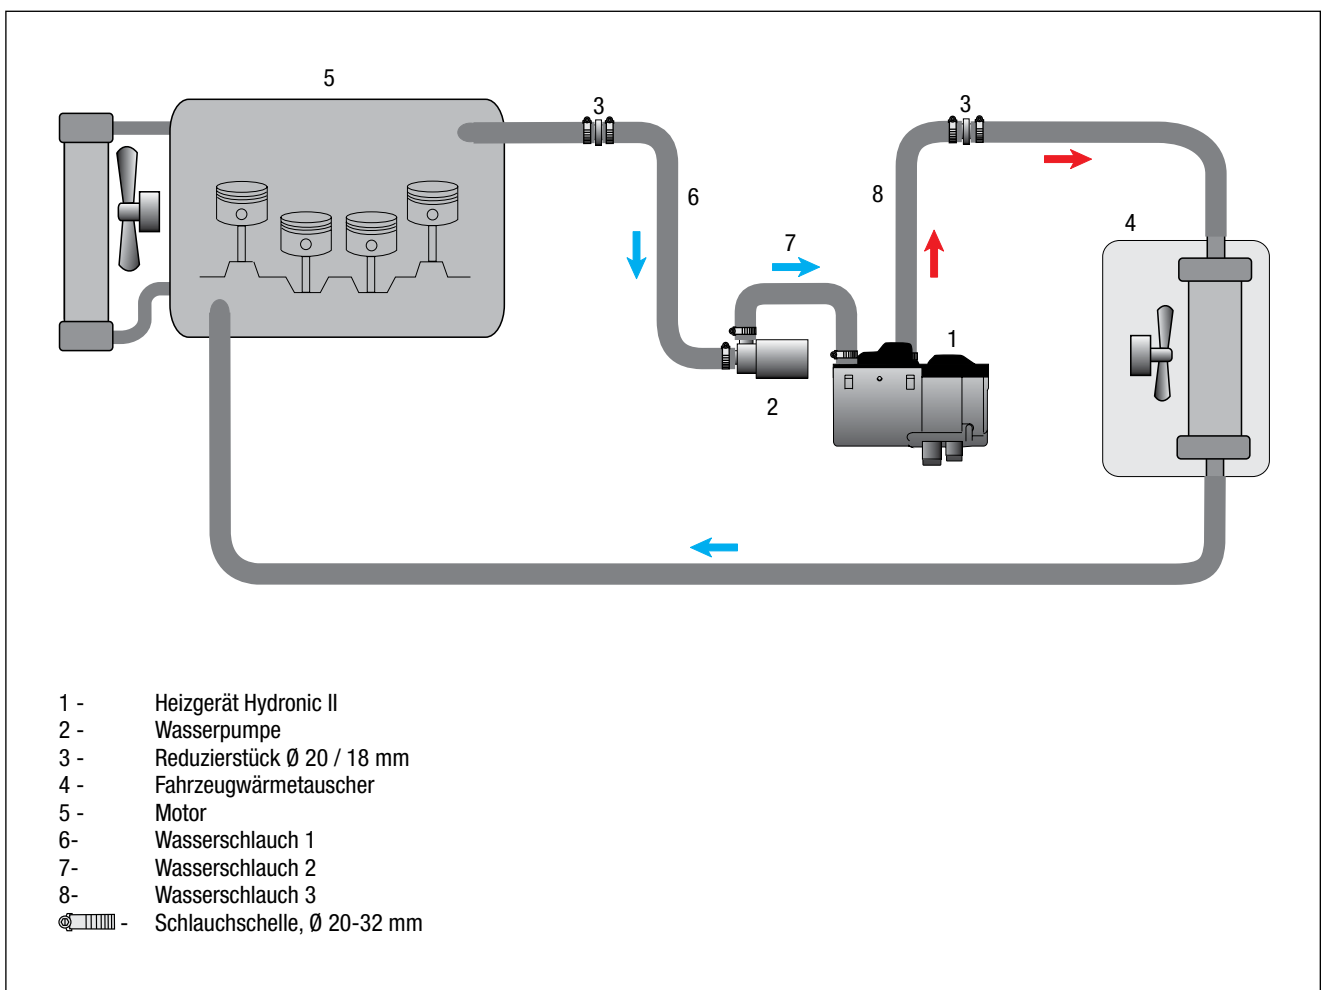 5
3
3
6
8
4
7
1
2
1 - Heizgerät Hydronic II
2 - Wasserpumpe
3 - Reduzierstück Ø 20 / 18 mm
4 - Fahrzeugwärmetauscher
5 - Motor
6- Wasserschlauch 1
7- Wasserschlauch 2
8- Wasserschlauch 3
- Schlauchschelle, Ø 20-32 mm